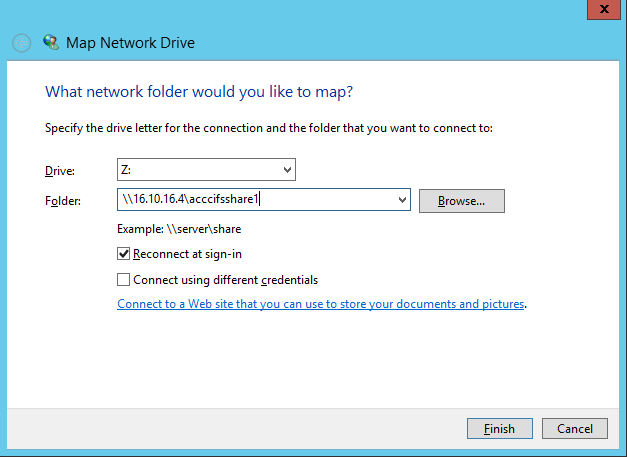 x
Map Network Drive
What network folder would you like to map?
Specify the drive letter for the connection and the folder that you want to connect to:
Drive: Z:
Folder: \\16.10.16.4\acccifsshare1 Browse...
Example: \\server\share
Reconnect at sign-in
Connect using different credentials
Connect to a Web site that you can use to store your documents and pictures.
Finish Cancel